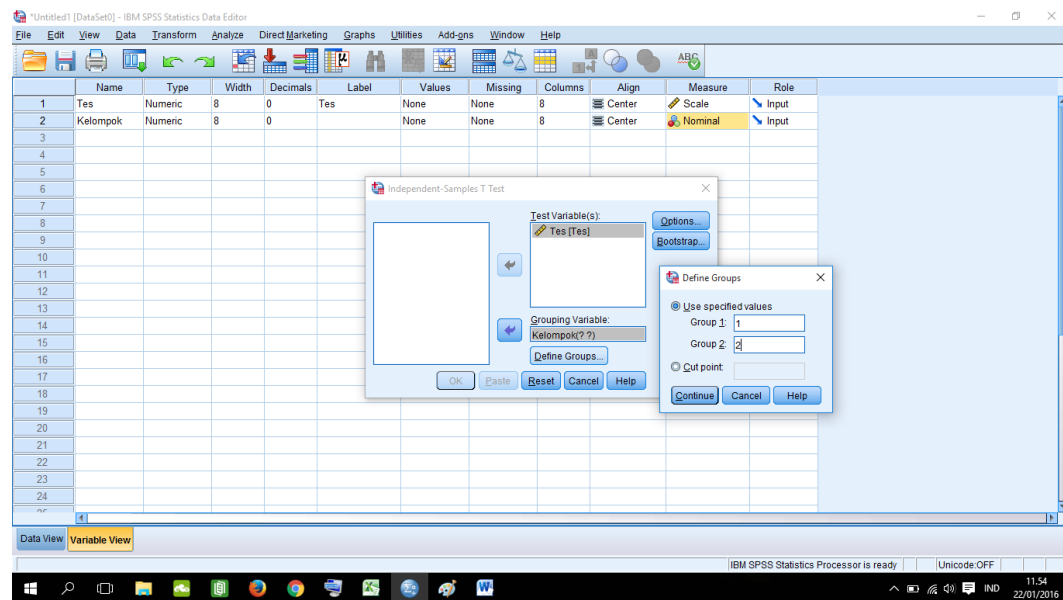 *Untitled1 [DataSet0] - IBM SPSS Statistics Data Editor
File Edit View Data Transform Analyze Direct Marketing Graphs Utilities Add-ons Window Help
Name Type Width Decimals Label Values Missing Columns Align Measure Role
1 Tes Numeric 8 0 Tes None None 8 Center Scale Input
2 Kelompok Numeric 8 0 None None 8 Center Nominal Input
3
4
5
6
7
8
9
10
11
12
13
14
15
16
17
18
19
20
21
22
23
24
Independent-Samples T Test
Test Variable(s):
Tes [Tes]
Options...
Bootstrap...
Grouping Variable:
Kelompok(? ?)
Define Groups...
OK Paste Reset Cancel Help
Define Groups
Use specified values
Group 1: 1
Group 2: 2
Cut point:
Continue Cancel Help
Data View Variable View
IBM SPSS Statistics Processor is ready Unicode:OFF
IND 11.54
22/01/2016